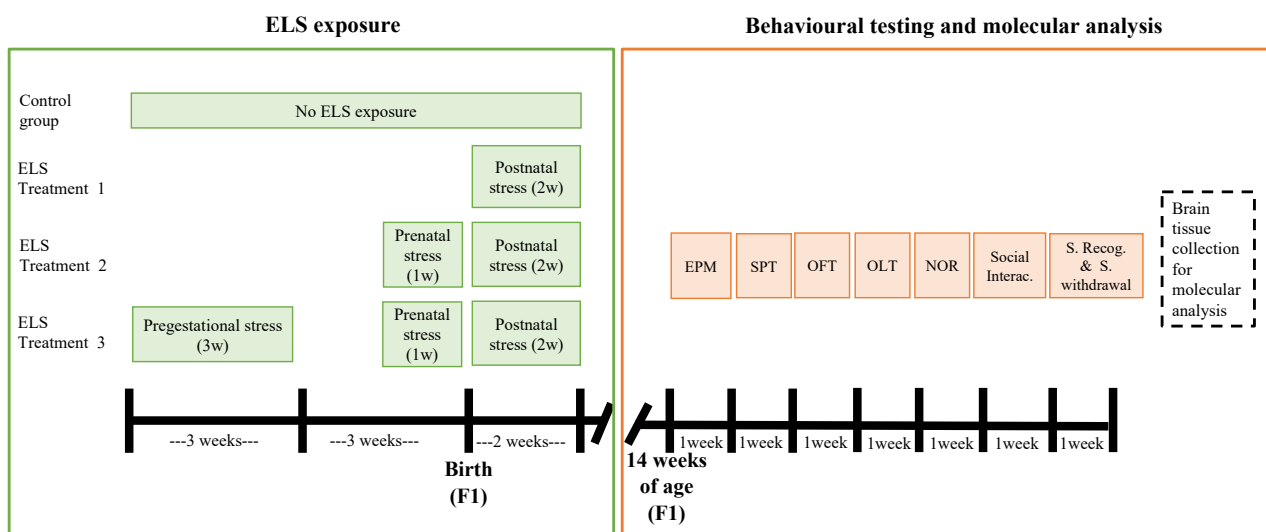 ELS exposure
Behavioural testing and molecular analysis
Control
group
No ELS exposure
ELS
Treatment 1
Postnatal
stress (2w)
ELS
Treatment 2
Prenatal
stress
(1w)
Postnatal
stress (2w)
ELS
Treatment 3
Pregestational stress
(3w)
Prenatal
stress
(1w)
Postnatal
stress (2w)
EPM
SPT
OFT
OLT
NOR
Social
Interac.
S. Recog.
& S.
withdrawal
Brain
tissue
collection
for
molecular
analysis
---3 weeks---
---3 weeks---
---2 weeks---
Birth
(F1)
14 weeks
of age
(F1)
1week
1week
1week
1week
1week
1week
1week